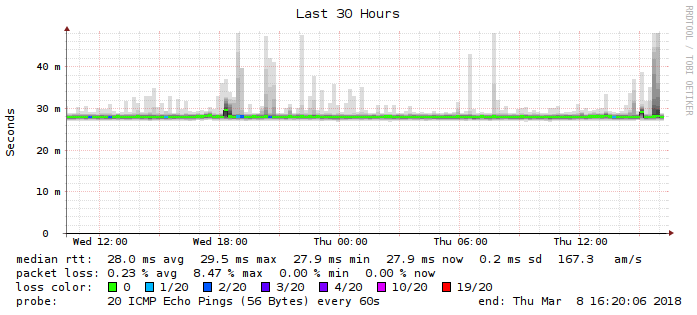 Last 30 Hours
RRDTOOL / TOBI OETIKER
Seconds
40 m
30 m
20 m
10 m
0
Wed 12:00 Wed 18:00 Thu 00:00 Thu 06:00 Thu 12:00
median rtt: 28.0 ms avg 29.5 ms max 27.9 ms min 27.9 ms now 0.2 ms sd 167.3 am/s
packet loss: 0.23 % avg 8.47 % max 0.00 % min 0.00 % now
loss color: 0 1/20 2/20 3/20 4/20 10/20 19/20
probe: 20 ICMP Echo Pings (56 Bytes) every 60s end: Thu Mar 8 16:20:06 2018